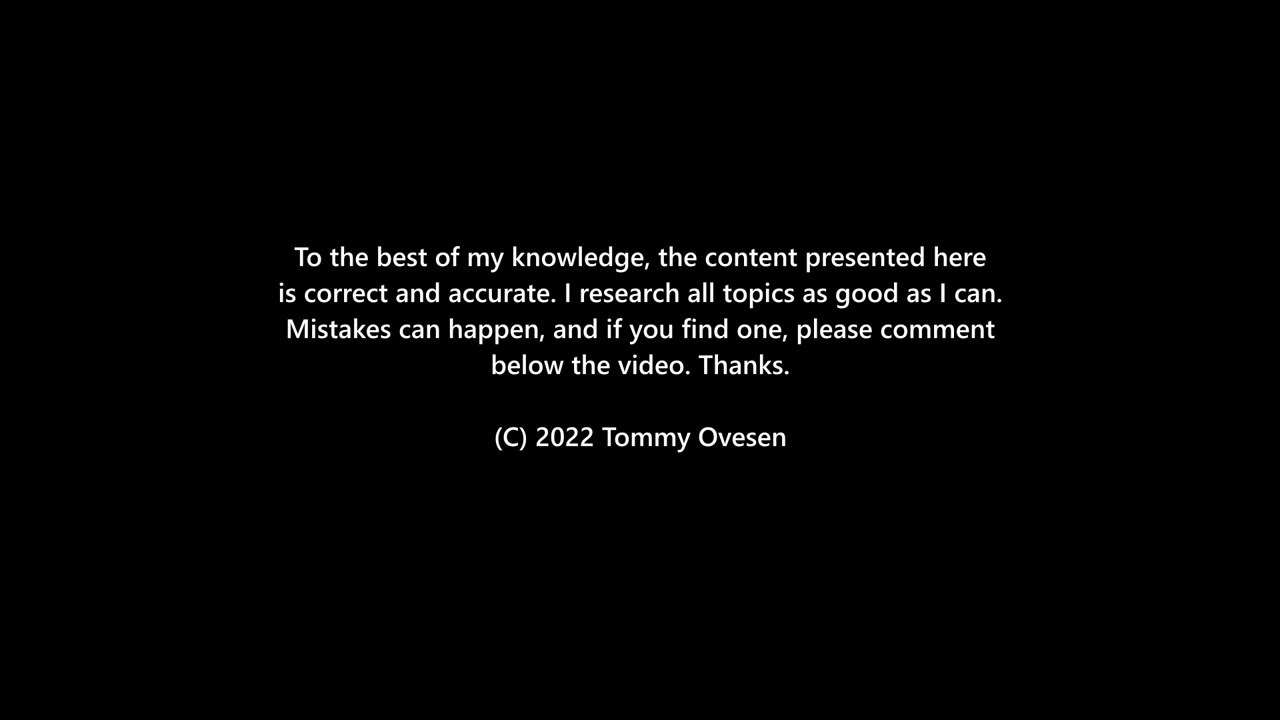 To the best of my knowledge, the content presented here
is correct and accurate. I research all topics as good as I can.
Mistakes can happen, and if you find one, please comment
below the video. Thanks.
(C) 2022 Tommy Ovesen